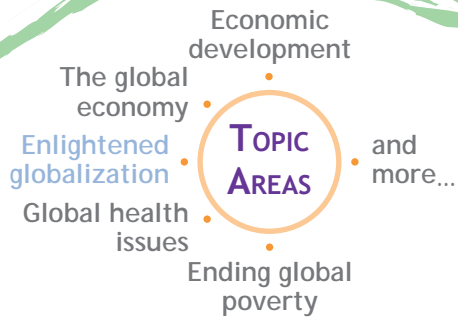 Economic
development
The global
economy
Enlightened
globalization
TOPIC
AREAS
and
more...
Global health
issues
Ending global
poverty